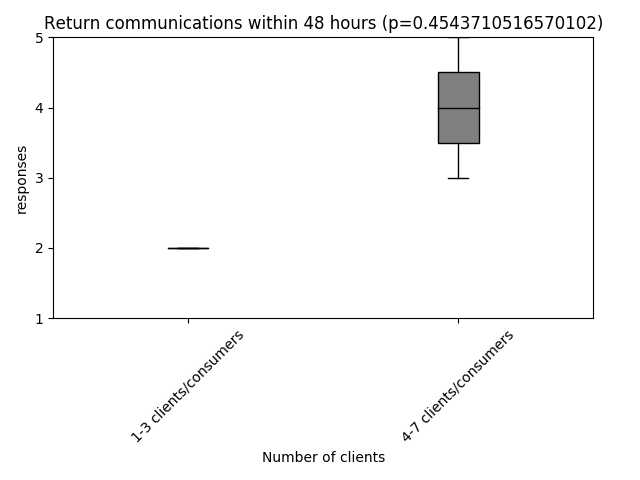 Return communications within 48 hours (p=0.4543710516570102)
5
4
3
2
1
responses
1-3 clients/consumers
4-7 clients/consumers
Number of clients